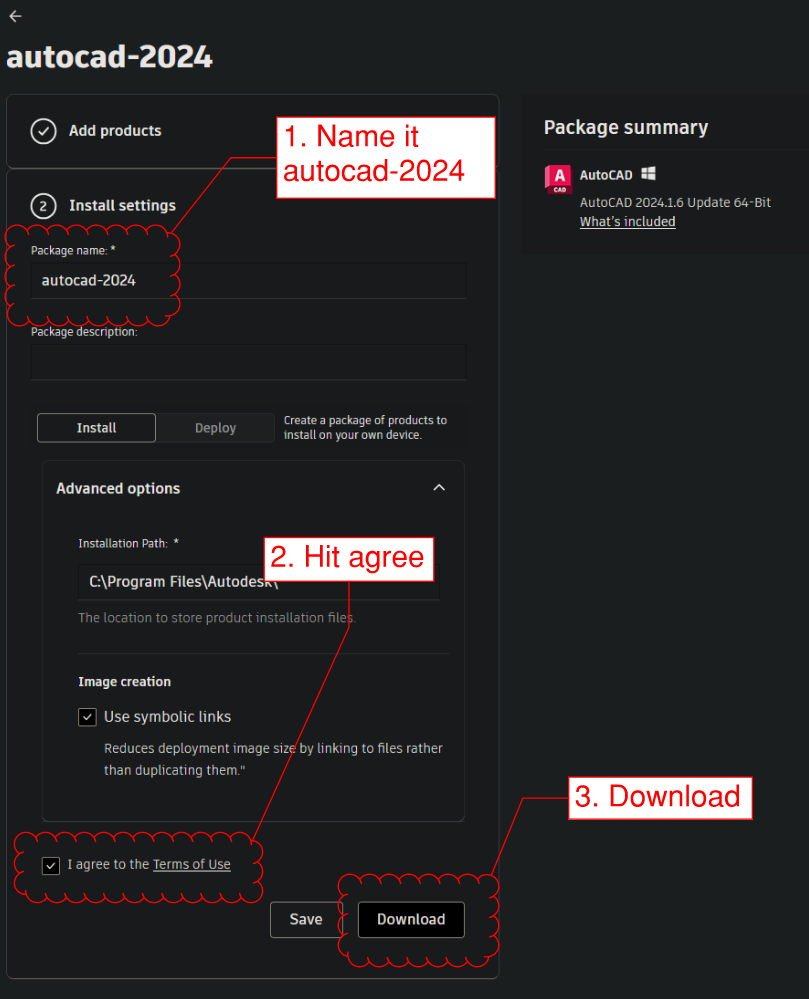 autocad-2024
Add products
1. Name it
autocad-2024
2 Install settings
Package name: *
autocad-2024
Package description:
Install Deploy
Create a package of products to
install on your own device.
Advanced options
Installation Path: *
2. Hit agree
C:\Program Files\Autodesk\
The location to store product installation files.
Image creation
Use symbolic links
Reduces deployment image size by linking to files rather
than duplicating them."
3. Download
I agree to the Terms of Use
Save Download
Package summary
A
CAD
AutoCAD
AutoCAD 2024.1.6 Update 64-Bit
What's included